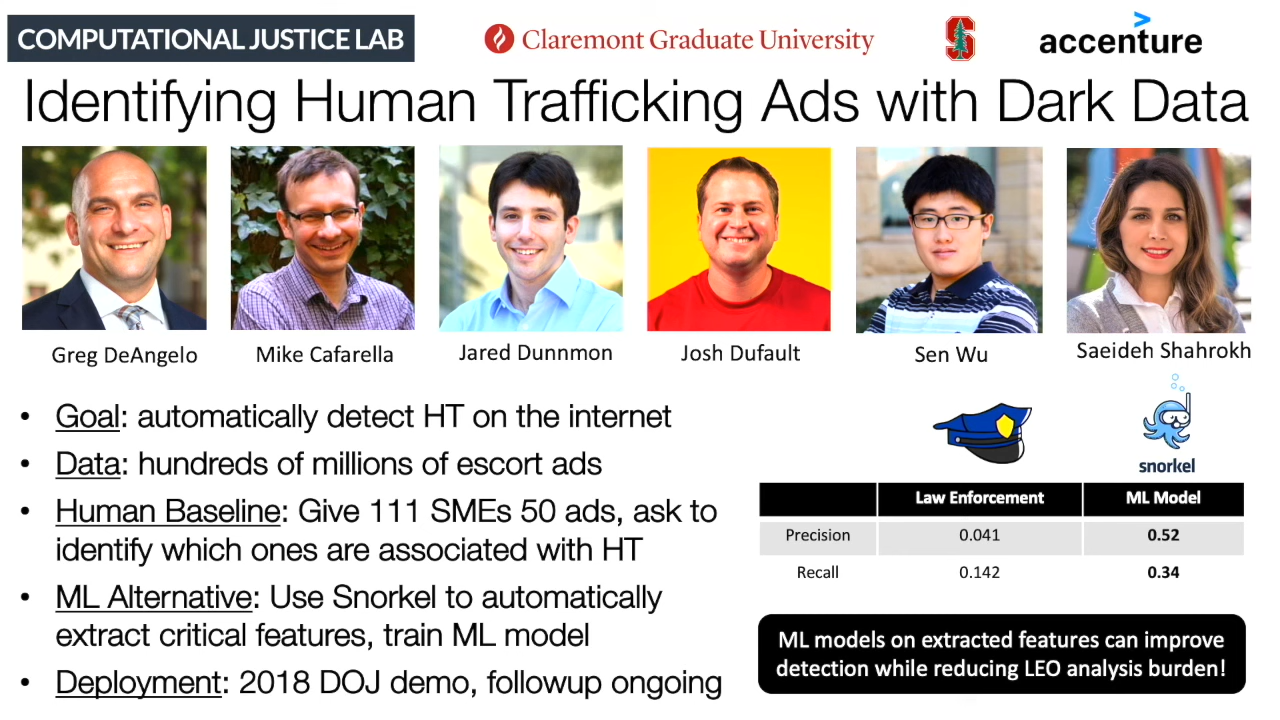 COMPUTATIONAL JUSTICE LAB
Claremont Graduate University
S
accenture
Identifying Human Trafficking Ads with Dark Data
Greg DeAngelo
Mike Cafarella
Jared Dunnmon
Josh Dufault
Sen Wu
Saeideh Shahrokh
• Goal: automatically detect HT on the internet
• Data: hundreds of millions of escort ads
• Human Baseline: Give 111 SMEs 50 ads, ask to
identify which ones are associated with HT
• ML Alternative: Use Snorkel to automatically
extract critical features, train ML model
• Deployment: 2018 DOJ demo, followup ongoing
snorkel
Law Enforcement ML Model
Precision 0.041 0.52
Recall 0.142 0.34
ML models on extracted features can improve
detection while reducing LEO analysis burden!